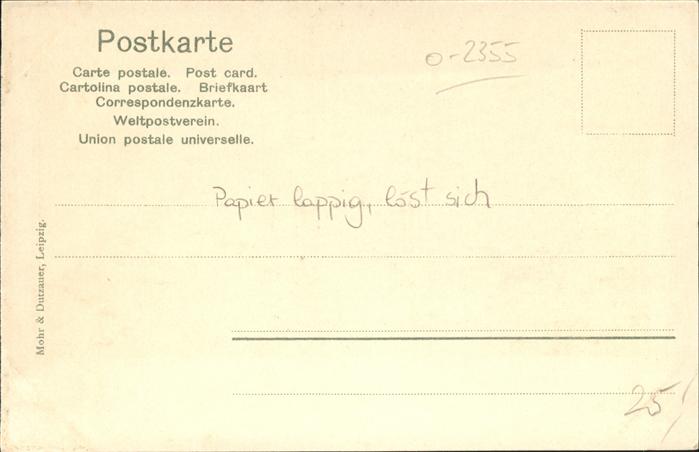 Postkarte
Carte postale. Post card.
Cartolina postale. Briefkaart
Correspondenzkarte.
Weltpostverein.
Union postale universelle.
0-2355
Papier lappig, löst sich
Mohr & Dutzauer, Leipzig.
25